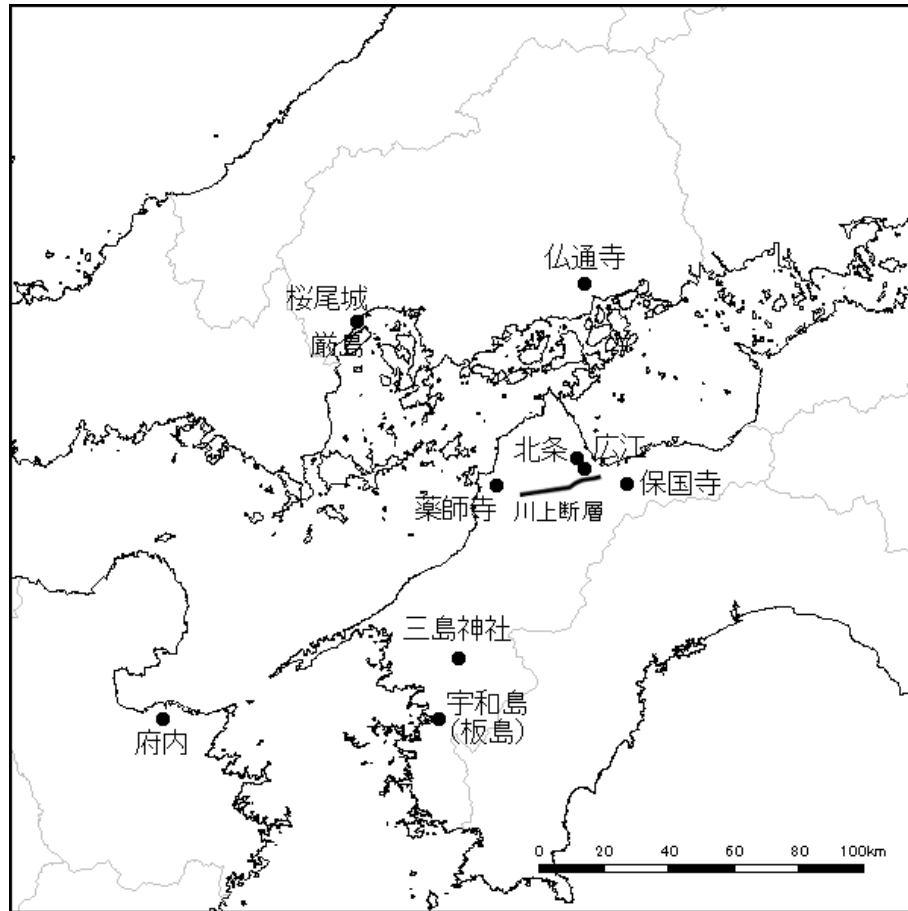 仏通寺
桜尾城
厳島
北条
広江
薬師寺
川上断層
保国寺
三島神社
宇和島
(板島)
府内
0 20 40 60 80 100km